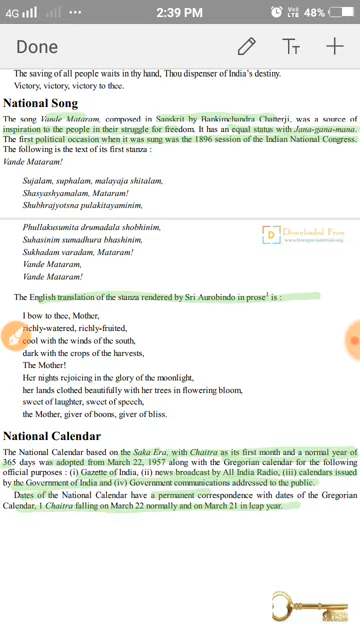 4G 2:39 PM Vo) LTE 48%
Done
The saving of all people waits in thy hand, Thou dispenser of India's destiny.
Victory, victory, victory to thee.
National Song
The song Vande Mataram, composed in Sanskrit by Bankimchandra Chatterji, was a source of
inspiration to the people in their struggle for freedom. It has an equal status with Jana-gana-mana.
The first political occasion when it was sung was the 1896 session of the Indian National Congress.
The following is the text of its first stanza :
Vande Mataram!
Sujalam, suphalam, malayaja shitalam,
Shasyashyamalam, Mataram!
Shubhrajyotsna pulakitayaminim,
Phullakusumita drumadala shobhinim,
Suhasinim sumadhura bhashinim,
Sukhadam varadam, Mataram!
Vande Mataram,
Vande Mataram!
D Downloaded From
The English translation of the stanza rendered by Sri Aurobindo in prose¹ is :
I bow to thee, Mother,
richly-watered, richly-fruited,
cool with the winds of the south,
dark with the crops of the harvests,
The Mother!
Her nights rejoicing in the glory of the moonlight,
her lands clothed beautifully with her trees in flowering bloom,
sweet of laughter, sweet of speech,
the Mother, giver of boons, giver of bliss.
National Calendar
The National Calendar based on the Saka Era, with Chaitra as its first month and a normal year of
365 days was adopted from March 22, 1957 along with the Gregorian calendar for the following
official purposes : (i) Gazette of India, (ii) news broadcast by All India Radio, (iii) calendars issued
by the Government of India and (iv) Government communications addressed to the public.
Dates of the National Calendar have a permanent correspondence with dates of the Gregorian
Calendar, 1 Chaitra falling on March 22 normally and on March 21 in leap year.